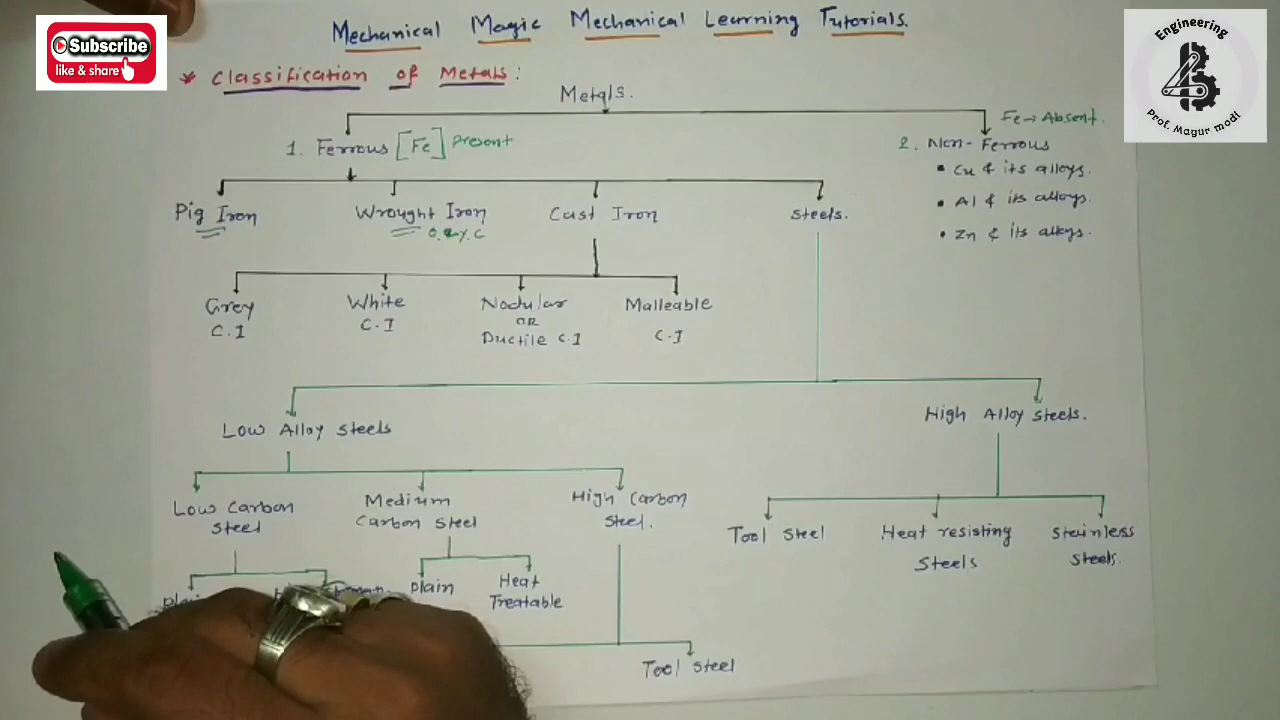 Subscribe
like & share
Engineering
Prof. Mayur modi
Mechanical Magic Mechanical Learning Tutorials.
* Classification of Metals:
Metals.
1. Ferrous [Fe] Present
Fe → Absent.
2. Non-Ferrous
• Cu & its alloys.
• Al & its alloys.
• Zn & its alloys.
Pig Iron
Wrought Iron
Cast Iron
Steels.
Grey
C.I
White
C.I
Nodular
OR
Ductile C.I
Malleable
C.I
Low Alloy steels
High Alloy steels.
Low Carbon
Steel
Medium
Carbon steel
High Carbon
Steel.
Tool Steel
Heat resisting
Steels
Stainless
Steels.
Plain
Plain
Heat
Treatable
Tool Steel